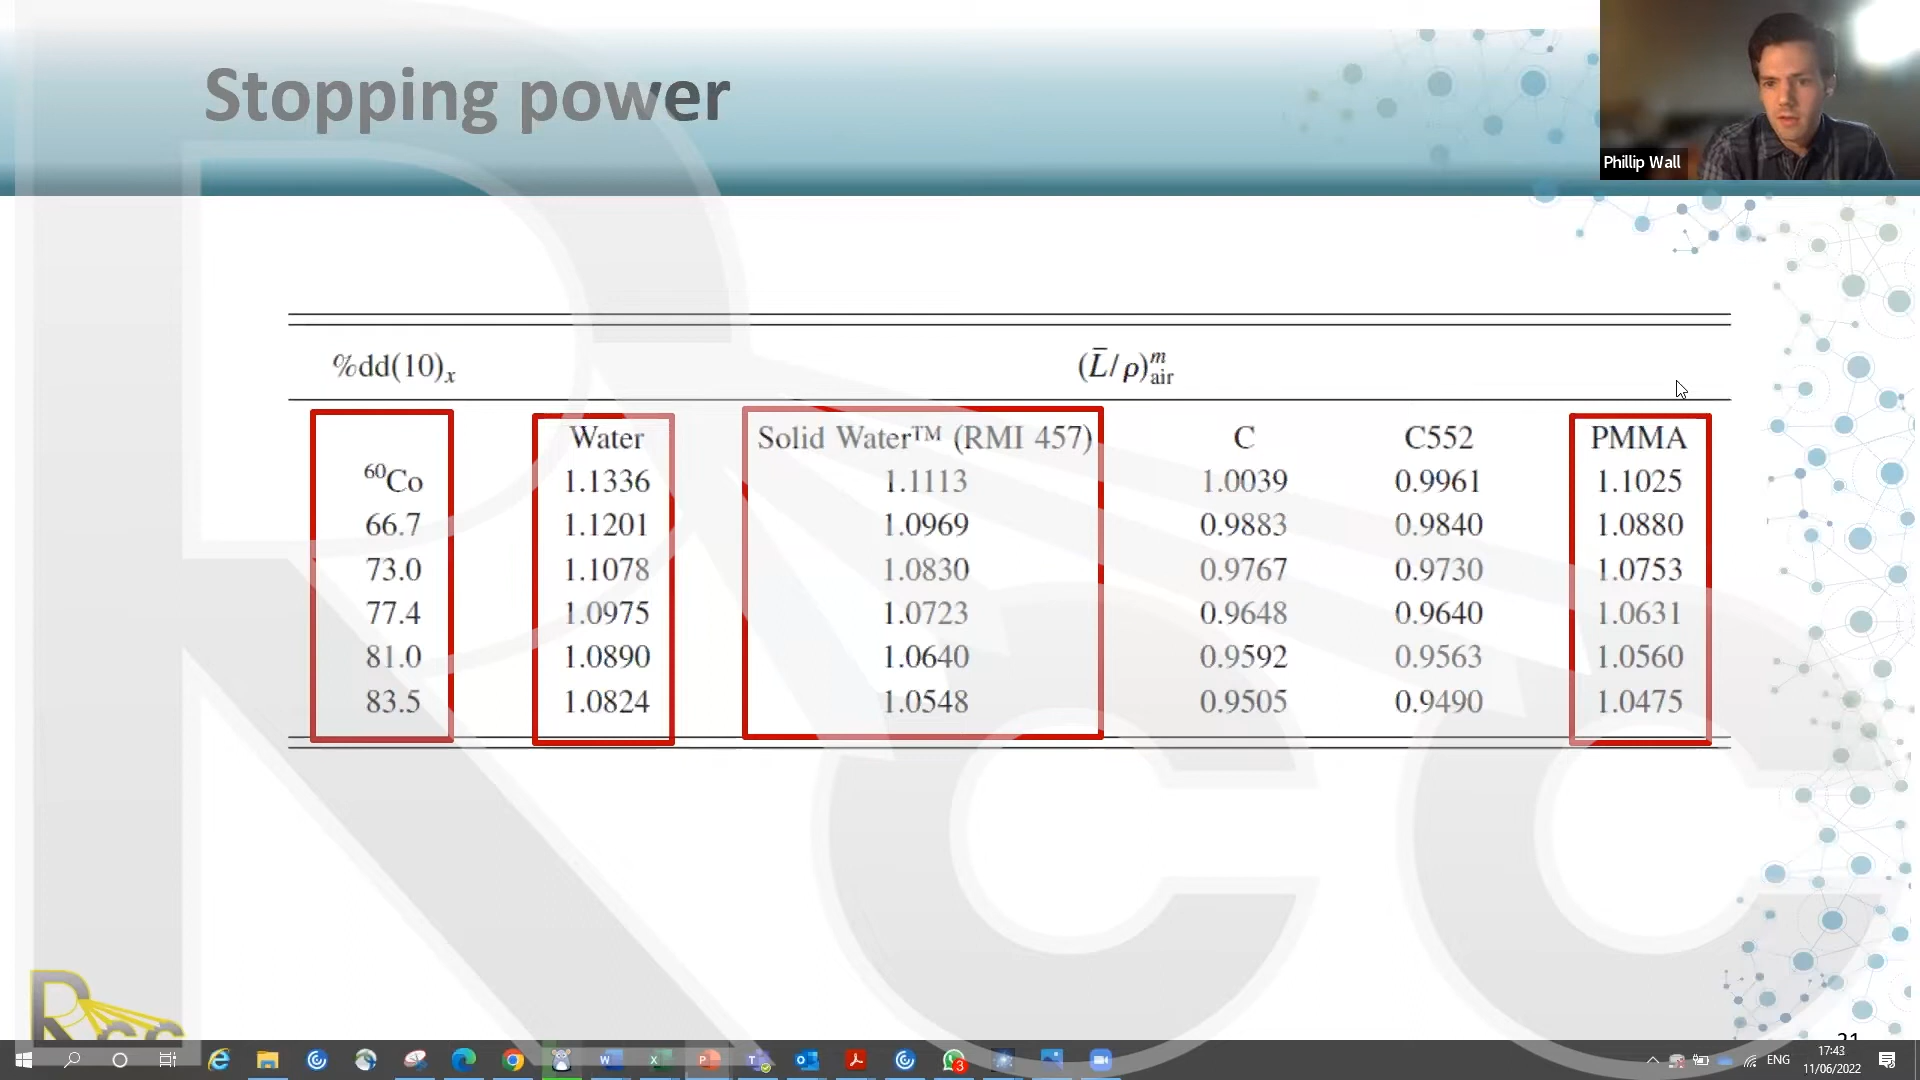 Stopping power
Phillip Wall
%dd(10)x (L̄/ρ)mair
Water Solid Water™ (RMI 457) C C552 PMMA
60Co 1.1336 1.1113 1.0039 0.9961 1.1025
66.7 1.1201 1.0969 0.9883 0.9840 1.0880
73.0 1.1078 1.0830 0.9767 0.9730 1.0753
77.4 1.0975 1.0723 0.9648 0.9640 1.0631
81.0 1.0890 1.0640 0.9592 0.9563 1.0560
83.5 1.0824 1.0548 0.9505 0.9490 1.0475
Rcc
Rcc
ENG
17:43
11/06/2022
3